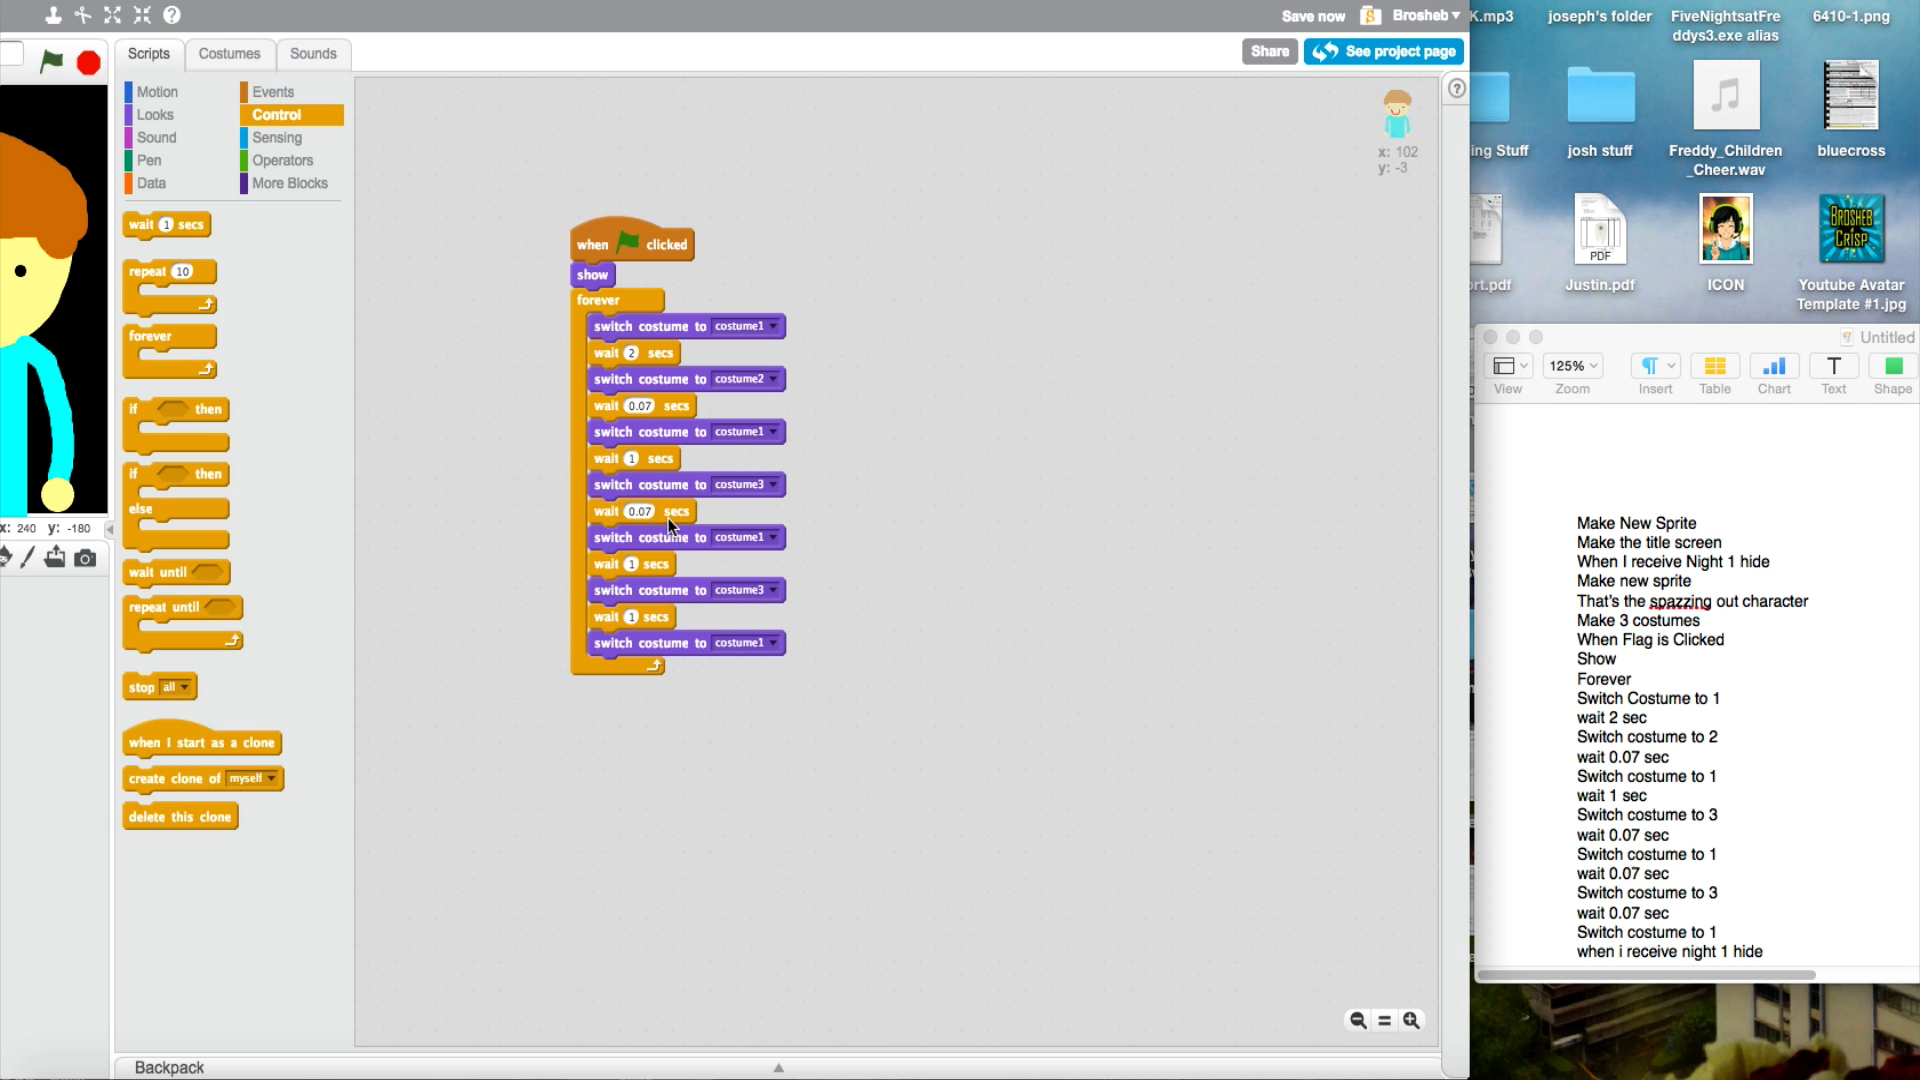 Save now
Brosheb
K.mp3
joseph's folder
FiveNightsatFre
ddys3.exe alias
6410-1.png
Scripts
Costumes
Sounds
Share
See project page
Motion
Events
Looks
Control
Sound
Sensing
Pen
Operators
Data
More Blocks
x: 102
y: -3
ing Stuff
josh stuff
Freddy_Children
_Cheer.wav
bluecross
wait 1 secs
repeat 10
forever
if then
if then
else
wait until
repeat until
stop all
when I start as a clone
create clone of myself
delete this clone
x: 240 y: -180
when clicked
show
forever
switch costume to costume1
wait 2 secs
switch costume to costume2
wait 0.07 secs
switch costume to costume1
wait 1 secs
switch costume to costume3
wait 0.07 secs
switch costume to costume1
wait 1 secs
switch costume to costume3
wait 1 secs
switch costume to costume1
PDF
BROSHEB
CRISP
ort.pdf
Justin.pdf
ICON
Youtube Avatar
Template #1.jpg
Untitled
125%
View
Zoom
Insert
Table
Chart
Text
Shape
Make New Sprite
Make the title screen
When I receive Night 1 hide
Make new sprite
That's the spazzing out character
Make 3 costumes
When Flag is Clicked
Show
Forever
Switch Costume to 1
wait 2 sec
Switch costume to 2
wait 0.07 sec
Switch costume to 1
wait 1 sec
Switch costume to 3
wait 0.07 sec
Switch costume to 1
wait 0.07 sec
Switch costume to 3
wait 0.07 sec
Switch costume to 1
when i receive night 1 hide
Backpack